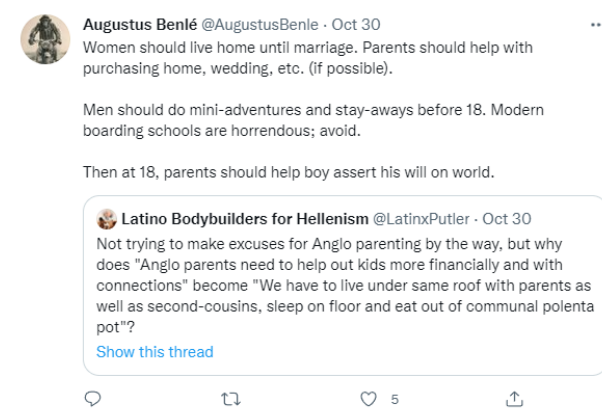 Augustus Benlé @AugustusBenle · Oct 30
Women should live home until marriage. Parents should help with
purchasing home, wedding, etc. (if possible).
Men should do mini-adventures and stay-aways before 18. Modern
boarding schools are horrendous; avoid.
Then at 18, parents should help boy assert his will on world.
Latino Bodybuilders for Hellenism @LatinxPutler · Oct 30
Not trying to make excuses for Anglo parenting by the way, but why
does "Anglo parents need to help out kids more financially and with
connections" become "We have to live under same roof with parents as
well as second-cousins, sleep on floor and eat out of communal polenta
pot"?
Show this thread
5